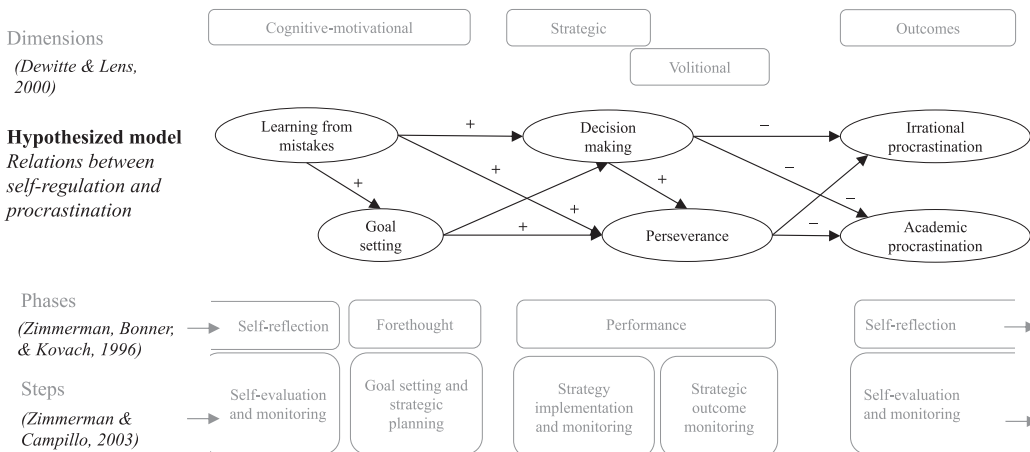 Dimensions
(Dewitte & Lens,
2000)
Cognitive-motivational
Strategic
Volitional
Outcomes
Hypothesized model
Relations between
self-regulation and
procrastination
Learning from
mistakes
Decision
making
Irrational
procrastination
Goal
setting
Perseverance
Academic
procrastination
+
+
+
+
+
+
–
–
–
–
Phases
(Zimmerman, Bonner,
& Kovach, 1996)
Self-reflection
Forethought
Performance
Self-reflection
Steps
(Zimmerman &
Campillo, 2003)
Self-evaluation
and monitoring
Goal setting and
strategic
planning
Strategy
implementation
and monitoring
Strategic
outcome
monitoring
Self-evaluation
and monitoring